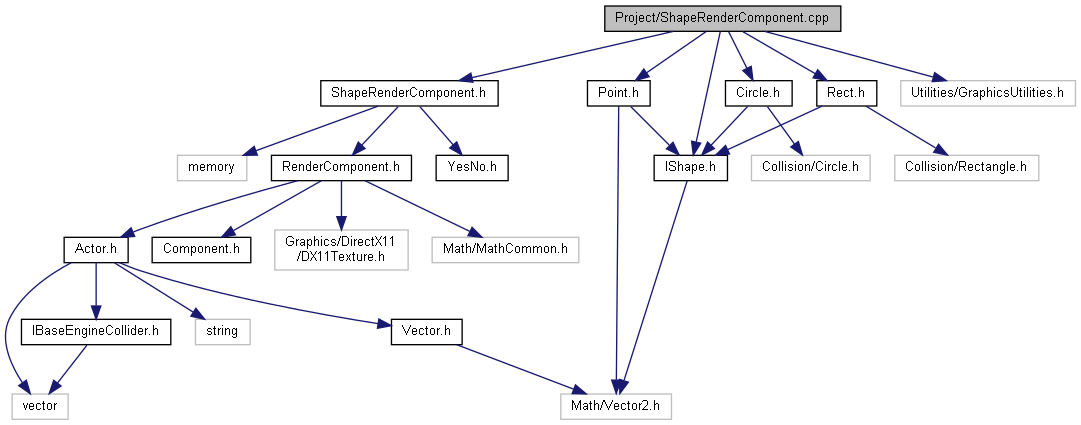 Project/ShapeRenderComponent.cpp
ShapeRenderComponent.h
Point.h
Circle.h
Rect.h
Utilities/GraphicsUtilities.h
memory
RenderComponent.h
YesNo.h
IShape.h
Collision/Circle.h
Collision/Rectangle.h
Actor.h
Component.h
Graphics/DirectX11
/DX11Texture.h
Math/MathCommon.h
IBaseEngineCollider.h
string
Vector.h
vector
Math/Vector2.h